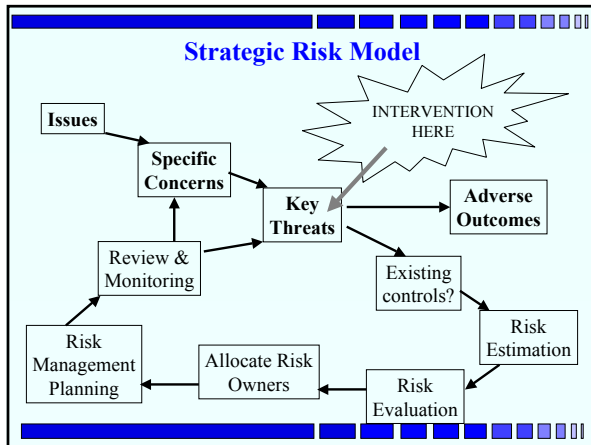 Strategic Risk Model
INTERVENTION
HERE
Issues
Specific
Concerns
Key
Threats
Adverse
Outcomes
Review &
Monitoring
Existing
controls?
Risk
Estimation
Risk
Management
Planning
Allocate Risk
Owners
Risk
Evaluation